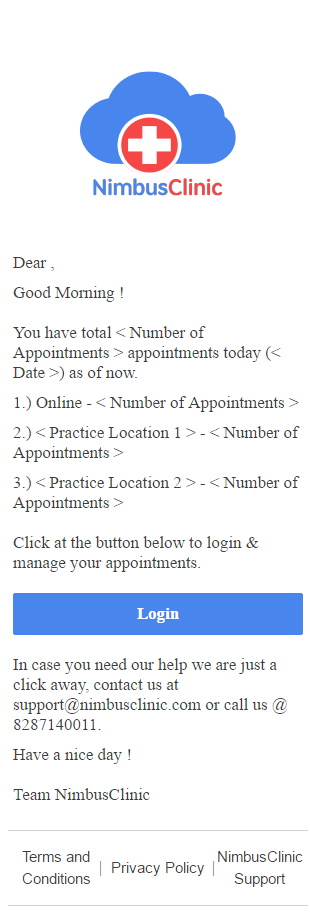 NimbusClinic
Dear ,
Good Morning !
You have total < Number of
Appointments > appointments today (<
Date >) as of now.
1.) Online - < Number of Appointments >
2.) < Practice Location 1 > - < Number of
Appointments >
3.) < Practice Location 2 > - < Number of
Appointments >
Click at the button below to login &
manage your appointments.
Login
In case you need our help we are just a
click away, contact us at
support@nimbusclinic.com or call us @
8287140011.
Have a nice day !
Team NimbusClinic
Terms and
Conditions
| Privacy Policy |
NimbusClinic
Support